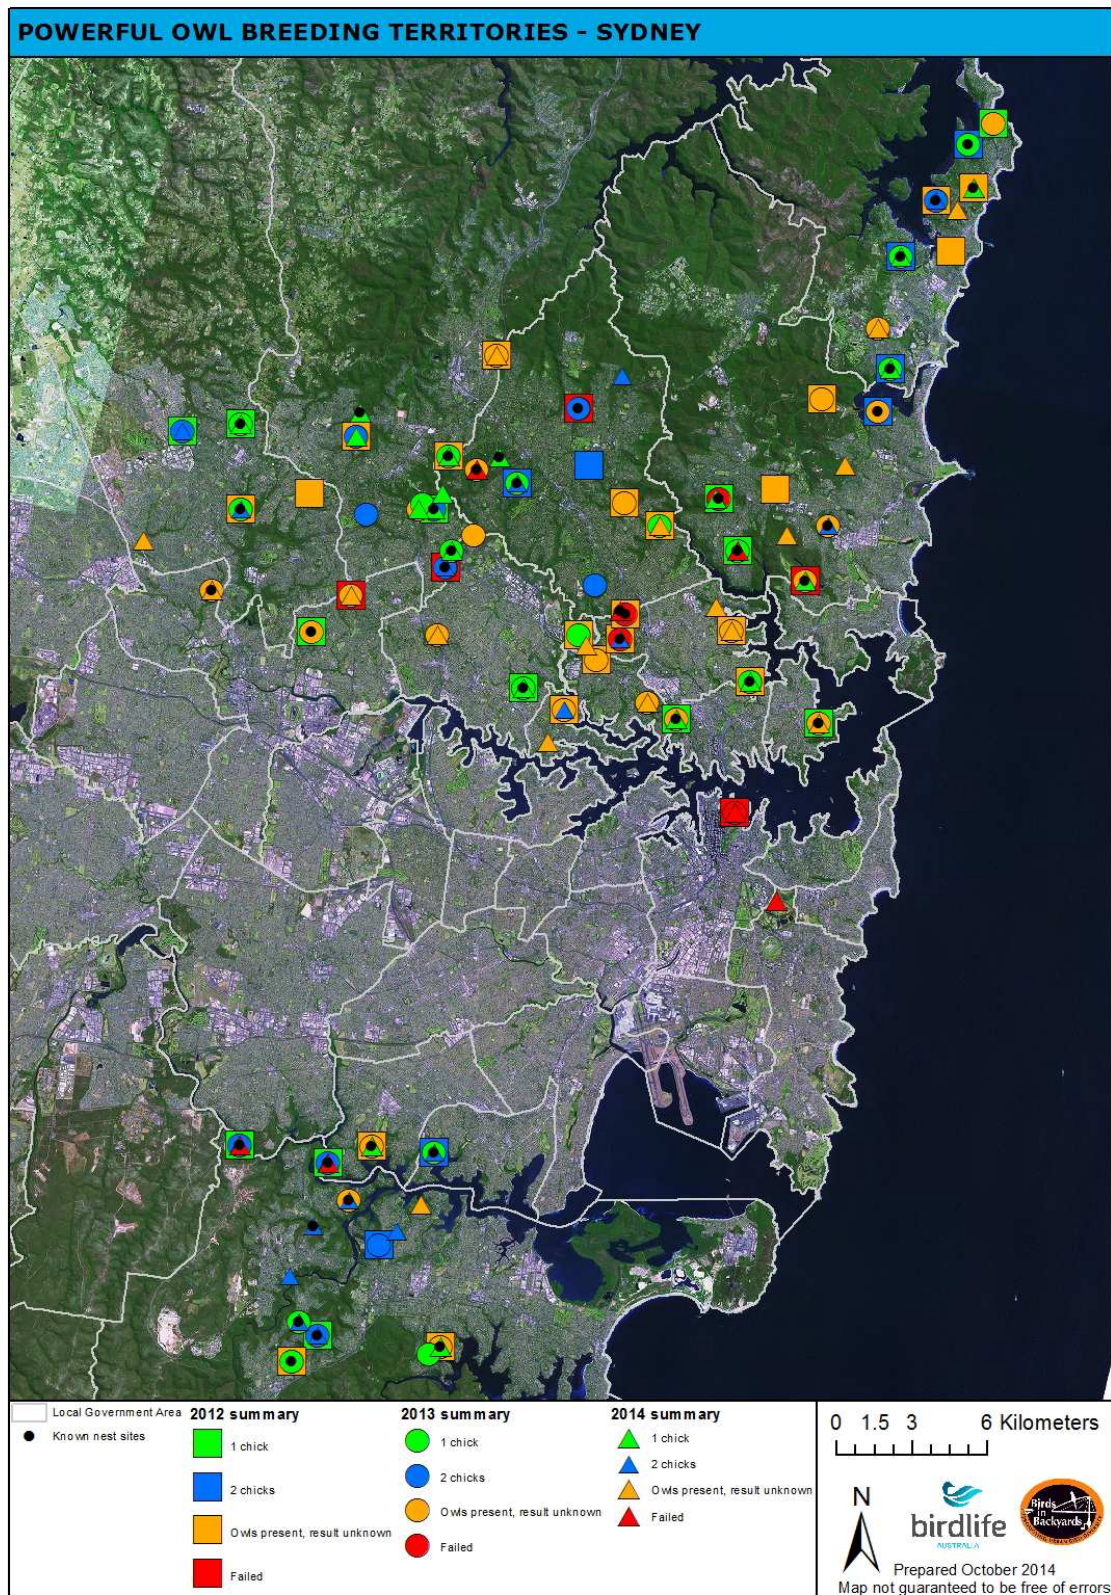 POWERFUL OWL BREEDING TERRITORIES - SYDNEY
Local Government Area
Known nest sites
2012 summary
1 chick
2 chicks
Owls present, result unknown
Failed
2013 summary
1 chick
2 chicks
Owls present, result unknown
Failed
2014 summary
1 chick
2 chicks
Owls present, result unknown
Failed
0 1.5 3 6 Kilometers
N
birdlife
AUSTRALIA
Birds
in
Backyards
Prepared October 2014
Map not guaranteed to be free of errors